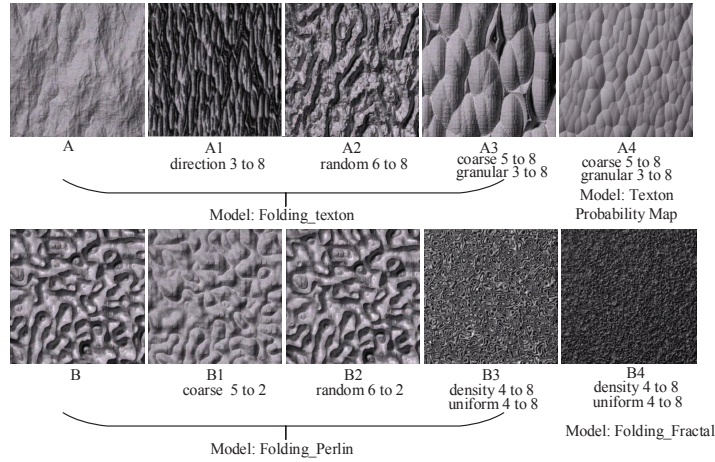 A
A1
direction 3 to 8
A2
random 6 to 8
A3
coarse 5 to 8
granular 3 to 8
A4
coarse 5 to 8
granular 3 to 8
Model: Folding_texton
Model: Texton
Probability Map
B
B1
coarse 5 to 2
B2
random 6 to 2
B3
density 4 to 8
uniform 4 to 8
B4
density 4 to 8
uniform 4 to 8
Model: Folding_Perlin
Model: Folding_Fractal